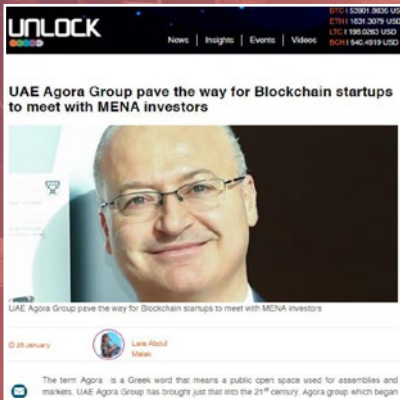 UNLOCK
News | Insights | Events | Videos
BTC | 53901.8835 US
ETH | 1631.3079 USD
LTC | 198.0263 USD
BCH | 540.4919 USD
UAE Agora Group pave the way for Blockchain startups
to meet with MENA investors
UAE Agora Group pave the way for Blockchain startups to meet with MENA investors
26 January
Lara Abdul
Malak
The term Agora is a Greek word that means a public open space used for assemblies and
markets. UAE Agora Group has brought just that into the 21st century. Agora group which began